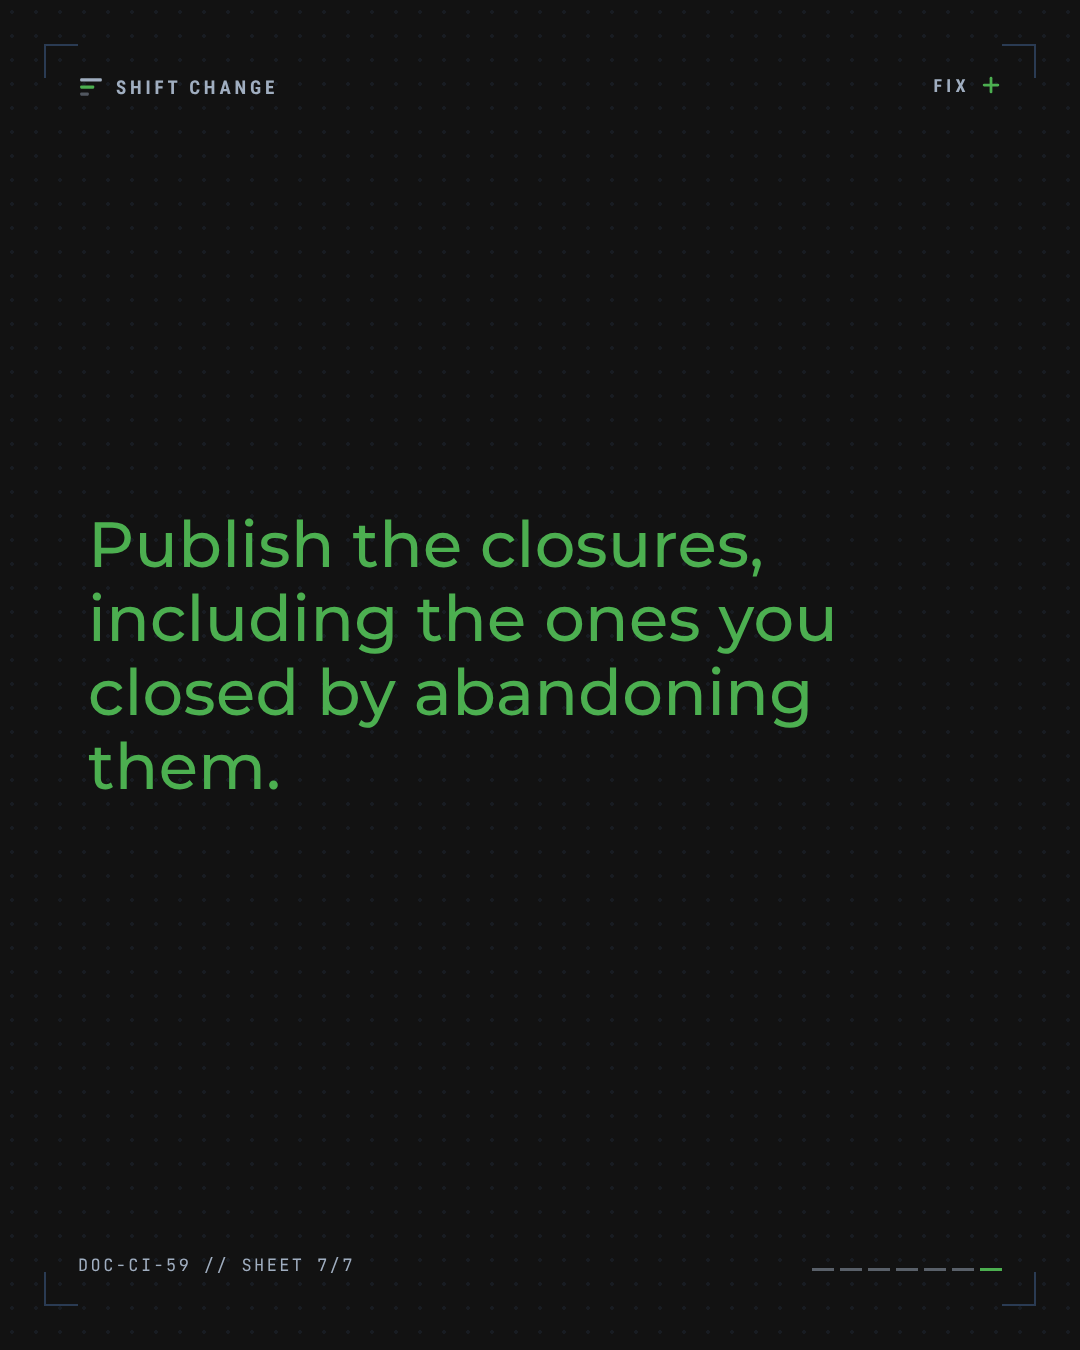 SHIFT CHANGE
FIX +
Publish the closures,
including the ones you
closed by abandoning
them.
DOC-CI-59 // SHEET 7/7